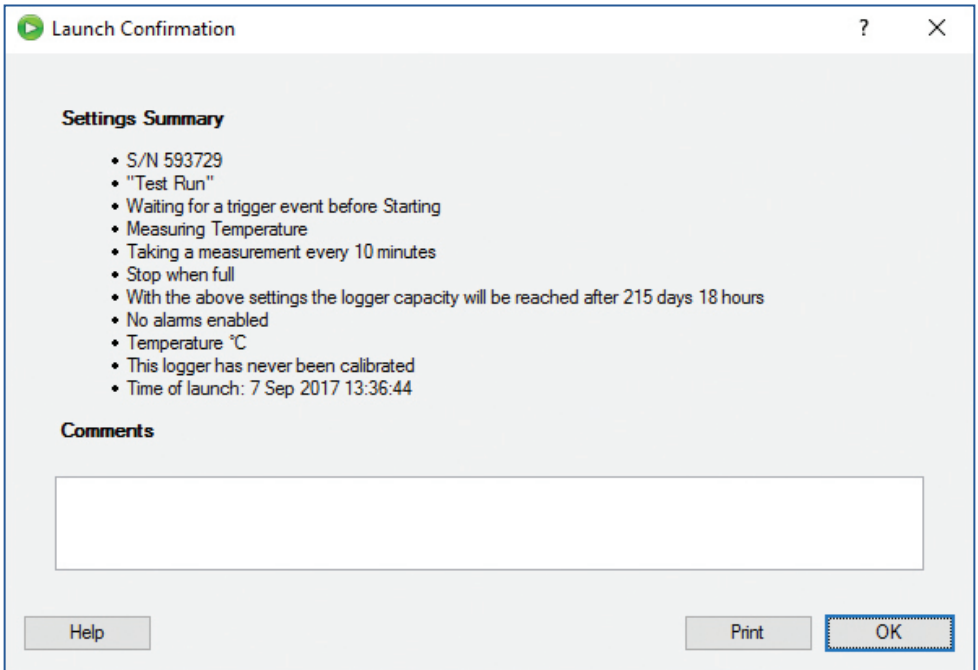 Launch Confirmation
?
Settings Summary
• S/N 593729
• "Test Run"
• Waiting for a trigger event before Starting
• Measuring Temperature
• Taking a measurement every 10 minutes
• Stop when full
• With the above settings the logger capacity will be reached after 215 days 18 hours
• No alarms enabled
• Temperature °C
• This logger has never been calibrated
• Time of launch: 7 Sep 2017 13:36:44
Comments
Help
Print
OK